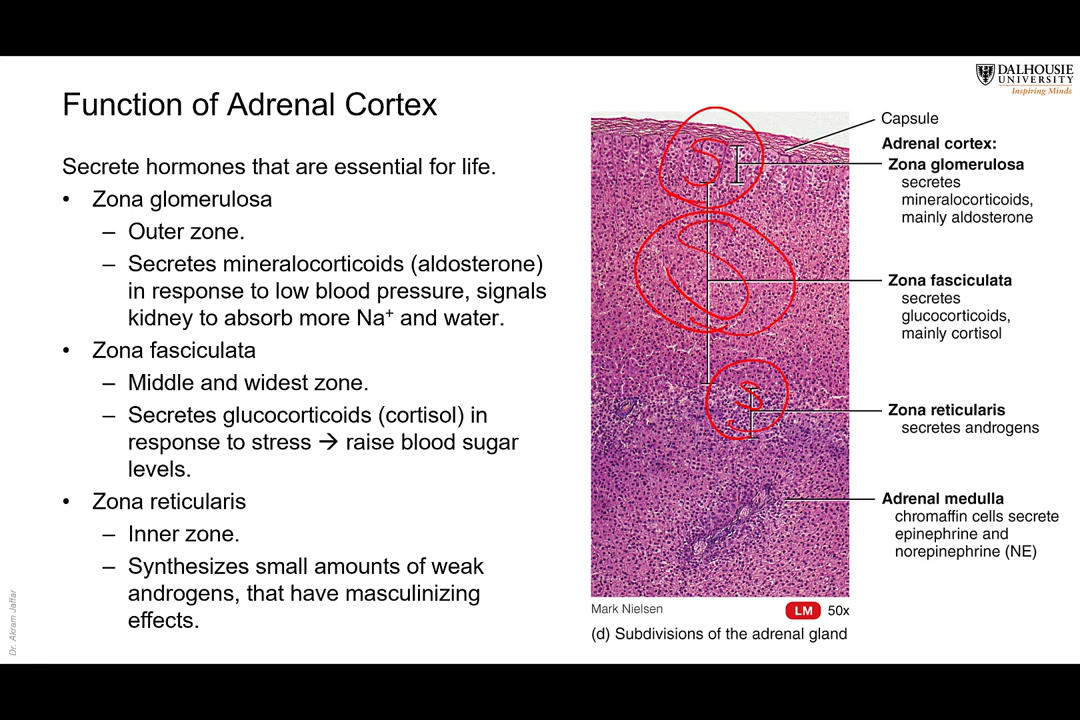 DALHOUSIE
UNIVERSITY
Inspiring Minds
Function of Adrenal Cortex
Secrete hormones that are essential for life.
• Zona glomerulosa
– Outer zone.
– Secretes mineralocorticoids (aldosterone)
in response to low blood pressure, signals
kidney to absorb more Na⁺ and water.
• Zona fasciculata
– Middle and widest zone.
– Secretes glucocorticoids (cortisol) in
response to stress → raise blood sugar
levels.
• Zona reticularis
– Inner zone.
– Synthesizes small amounts of weak
androgens, that have masculinizing
effects.
Capsule
Adrenal cortex:
Zona glomerulosa
secretes
mineralocorticoids,
mainly aldosterone
Zona fasciculata
secretes
glucocorticoids,
mainly cortisol
Zona reticularis
secretes androgens
Adrenal medulla
chromaffin cells secrete
epinephrine and
norepinephrine (NE)
Mark Nielsen
LM 50x
(d) Subdivisions of the adrenal gland
Dr. Akram Jaffar